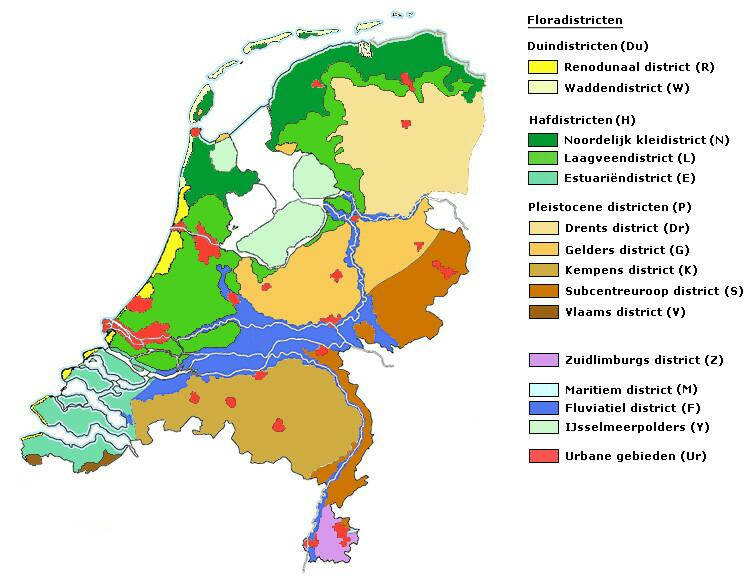 Floradistricten
Duindistricten (Du)
Renodunaal district (R)
Waddendistrict (W)
Hafdistricten (H)
Noordelijk kleidistrict (N)
Laagveendistrict (L)
Estuariëndistrict (E)
Pleistocene districten (P)
Drents district (Dr)
Gelders district (G)
Kempens district (K)
Subcentreuroop district (S)
Vlaams district (V)
Zuidlimburgs district (Z)
Maritiem district (M)
Fluviatiel district (F)
IJsselmeerpolders (Y)
Urbane gebieden (Ur)